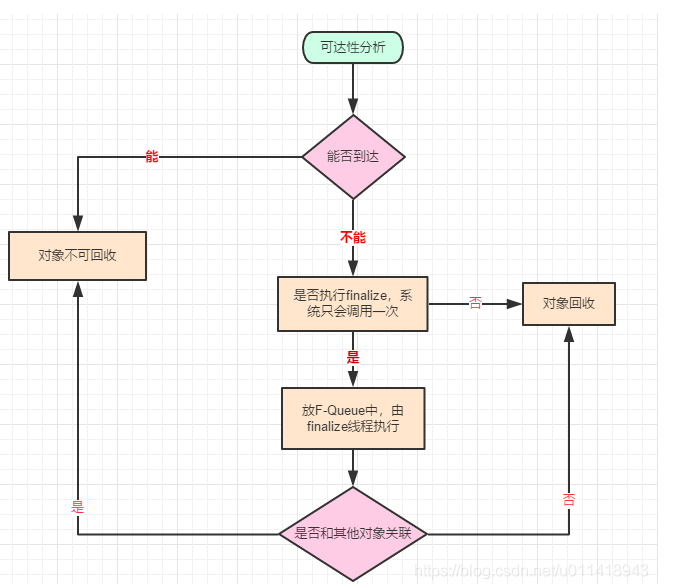 可达性分析
能否到达
能
不能
对象不可回收
是否执行finalize，系
统只会调用一次
否
对象回收
是
放F-Queue中，由
finalize线程执行
是
否
是否和其他对象关联
https://blog.csdn.net/u011418943